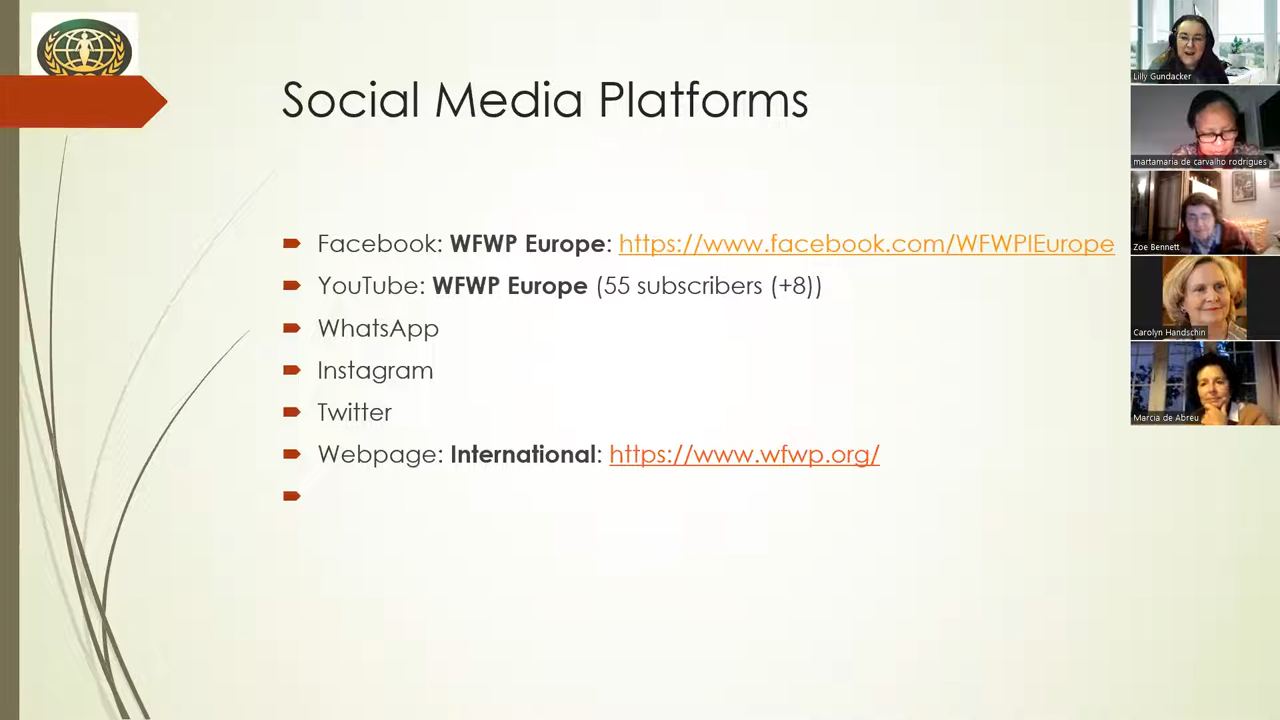 Social Media Platforms
Facebook: WFWP Europe: https://www.facebook.com/WFWPIEurope
YouTube: WFWP Europe (55 subscribers (+8))
WhatsApp
Instagram
Twitter
Webpage: International: https://www.wfwp.org/
Lilly Gundacker
martamaria de carvalho rodrigues
Zoe Bennett
Carolyn Handschin
Marcia de Abreu